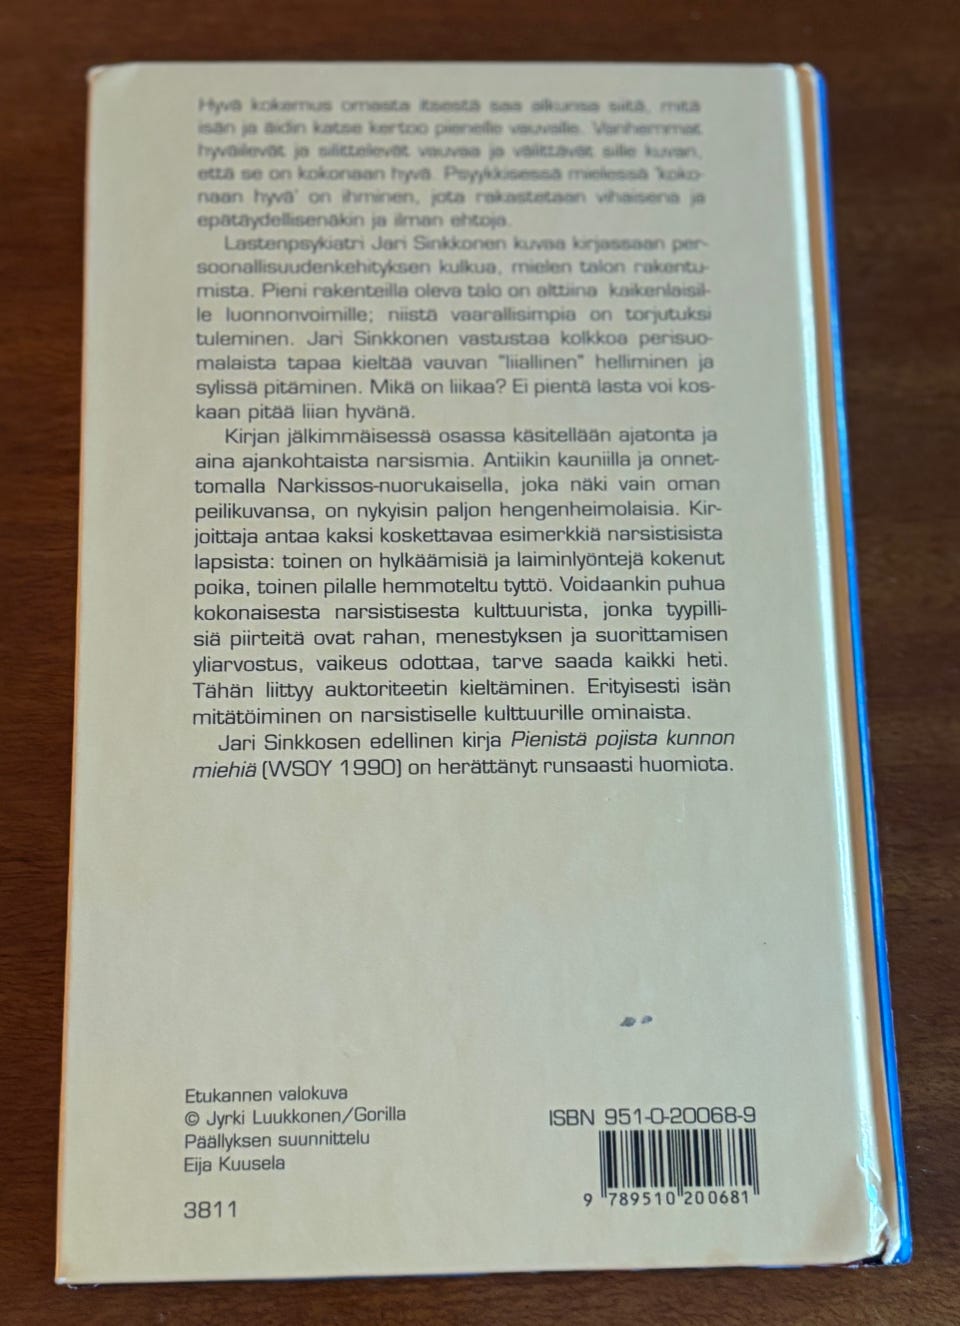 Hyvä kokemus omasta itsestä saa alkunsa siitä, mitä
isän ja äidin katse kertoo pienelle vauvalle. Vanhemmat
hyväilevät ja silittelevät vauvaa ja välittävät sille kuvan,
että se on kokonaan hyvä. Psyykkisessä mielessä 'koko-
naan hyvä' on ihminen, jota rakastetaan vihaisena ja
epätäydellisenäkin ja ilman ehtoja.
Lastenpsykiatri Jari Sinkkonen kuvaa kirjassaan per-
soonallisuudenkehityksen kulkua, mielen talon rakentu-
mista. Pieni rakenteilla oleva talo on alttiina kaikenlaisil-
le luonnonvoimille; niistä vaarallisimpia on torjutuksi
tuleminen. Jari Sinkkonen vastustaa kolkkoa perisuo-
malaista tapaa kieltää vauvan "liiallinen" helliminen ja
sylissä pitäminen. Mikä on liikaa? Ei pientä lasta voi kos-
kaan pitää liian hyvänä.
Kirjan jälkimmäisessä osassa käsitellään ajatonta ja
aina ajankohtaista narsismia. Antiikin kauniilla ja onnet-
tomalla Narkissos-nuorukaisella, joka näki vain oman
peilikuvansa, on nykyisin paljon hengenheimolaisia. Kir-
joittaja antaa kaksi koskettavaa esimerkkiä narsistisista
lapsista: toinen on hylkäämisiä ja laiminlyöntejä kokenut
poika, toinen pilalle hemmoteltu tyttö. Voidaankin puhua
kokonaisesta narsistisesta kulttuurista, jonka tyypilli-
siä piirteitä ovat rahan, menestyksen ja suorittamisen
yliarvostus, vaikeus odottaa, tarve saada kaikki heti.
Tähän liittyy auktoriteetin kieltäminen. Erityisesti isän
mitätöiminen on narsistiselle kulttuurille ominaista.
Jari Sinkkosen edellinen kirja Pienistä pojista kunnon
miehiä (WSOY 1990) on herättänyt runsaasti huomiota.
Etukannen valokuva
© Jyrki Luukkonen/Gorilla
Päällyksen suunnittelu
Eija Kuusela
3811
ISBN 951-0-20068-9
9 789510 200681